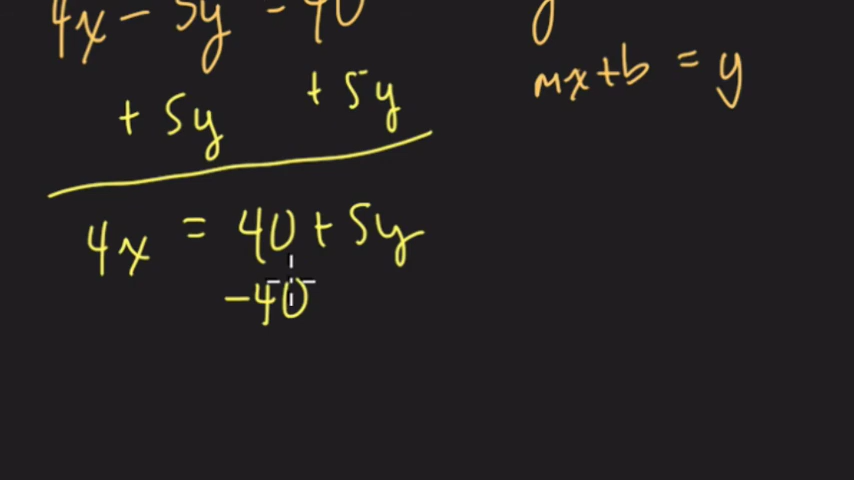 4x - 5y = 40
y
mx+b = y
+ 5y + 5y
4x = 40 + 5y
-40